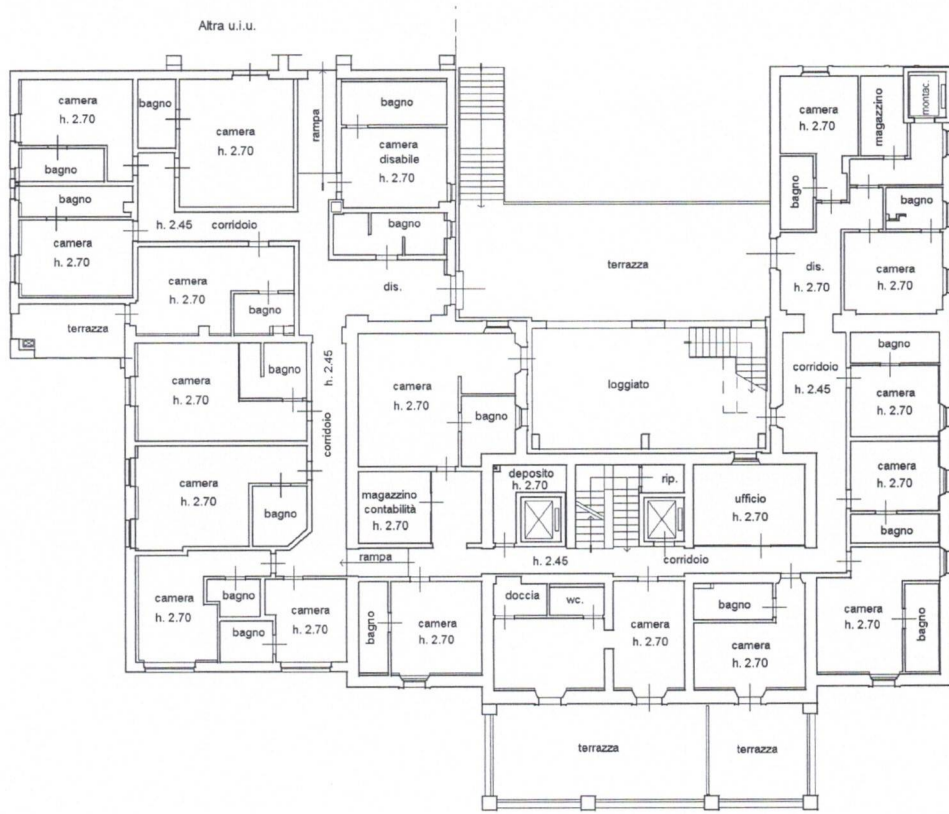 Altra u.i.u.
camera
h. 2.70
bagno
camera
h. 2.70
rampa
bagno
camera
disabile
h. 2.70
bagno
bagno
camera
h. 2.70
h. 2.45
corridoio
bagno
camera
h. 2.70
bagno
dis.
terrazza
terrazza
camera
h. 2.70
magazzino
montac.
bagno
bagno
dis.
h. 2.70
camera
h. 2.70
camera
h. 2.70
bagno
h. 2.45
corridoio
camera
h. 2.70
bagno
loggiato
corridoio
h. 2.45
bagno
camera
h. 2.70
camera
h. 2.70
bagno
magazzino
contabilità
h. 2.70
deposito
h. 2.70
rip.
ufficio
h. 2.70
camera
h. 2.70
bagno
rampa
h. 2.45
corridoio
camera
h. 2.70
bagno
bagno
camera
h. 2.70
bagno
camera
h. 2.70
doccia
wc.
camera
h. 2.70
bagno
camera
h. 2.70
camera
h. 2.70
bagno
terrazza
terrazza